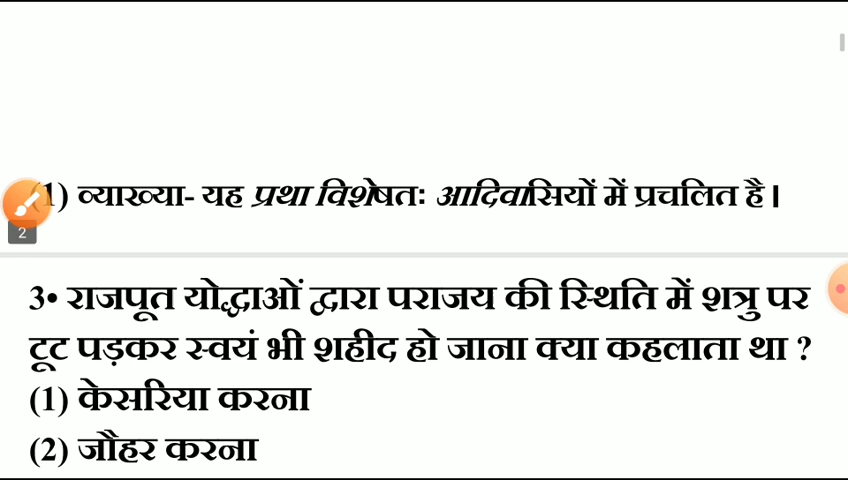 (1) व्याख्या- यह प्रथा विशेषतः आदिवासियों में प्रचलित है।
2
3• राजपूत योद्धाओं द्वारा पराजय की स्थिति में शत्रु पर
टूट पड़कर स्वयं भी शहीद हो जाना क्या कहलाता था ?
(1) केसरिया करना
(2) जौहर करना